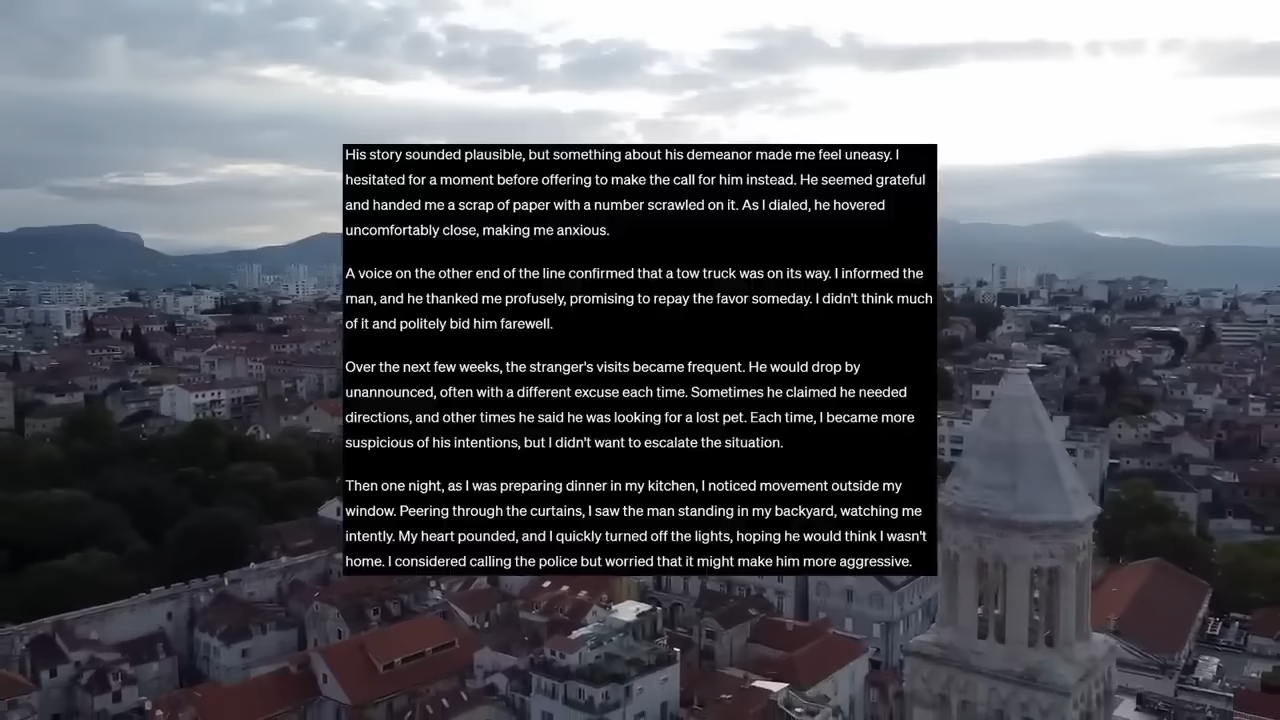 His story sounded plausible, but something about his demeanor made me feel uneasy. I
hesitated for a moment before offering to make the call for him instead. He seemed grateful
and handed me a scrap of paper with a number scrawled on it. As I dialed, he hovered
uncomfortably close, making me anxious.
A voice on the other end of the line confirmed that a tow truck was on its way. I informed the
man, and he thanked me profusely, promising to repay the favor someday. I didn't think much
of it and politely bid him farewell.
Over the next few weeks, the stranger's visits became frequent. He would drop by
unannounced, often with a different excuse each time. Sometimes he claimed he needed
directions, and other times he said he was looking for a lost pet. Each time, I became more
suspicious of his intentions, but I didn't want to escalate the situation.
Then one night, as I was preparing dinner in my kitchen, I noticed movement outside my
window. Peering through the curtains, I saw the man standing in my backyard, watching me
intently. My heart pounded, and I quickly turned off the lights, hoping he would think I wasn't
home. I considered calling the police but worried that it might make him more aggressive.